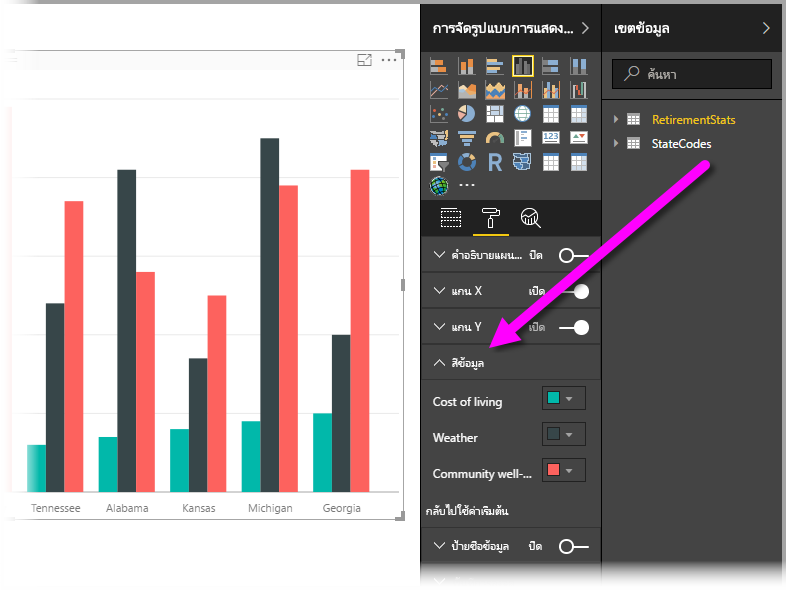 การจัดรูปแบบการแสดง...
เขตข้อมูล
ค้นหา
RetirementStats
StateCodes
123
R
คำอธิบายแผน... ปิด
แกน X เปิด
แกน Y เปิด
สีข้อมูล
Cost of living
Weather
Community well-...
กลับไปใช้ค่าเริ่มต้น
ป้ายชื่อข้อมูล ปิด
Tennessee Alabama Kansas Michigan Georgia